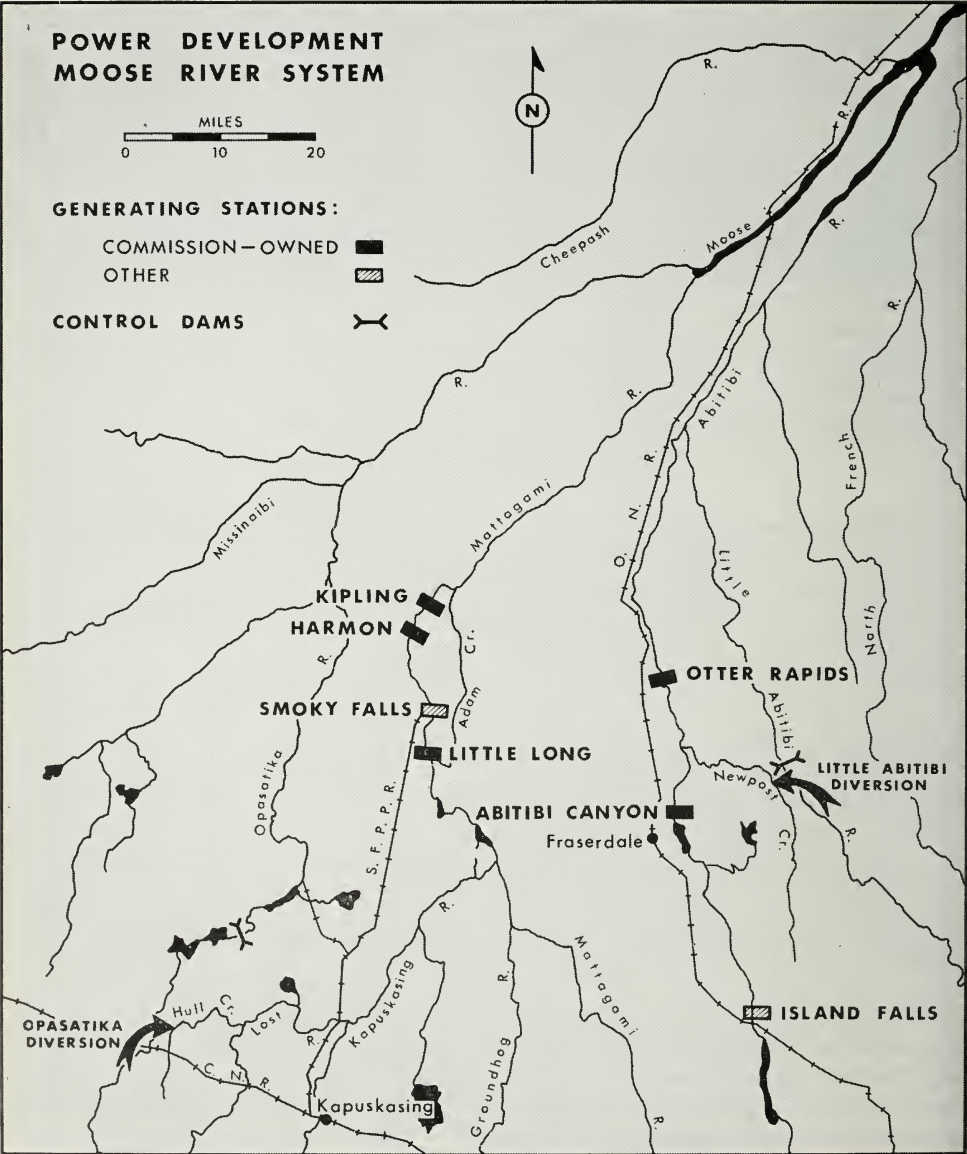 POWER DEVELOPMENT
MOOSE RIVER SYSTEM
MILES
0 10 20
N
GENERATING STATIONS:
COMMISSION—OWNED
OTHER
CONTROL DAMS
R.
R.
Cheepash
Moose
R.
R.
R.
R.
Abitibi
French
Missinaibi
Mattagami
O. N. R.
Little
Abitibi
R.
North
KIPLING
HARMON
Cr.
Adam
R.
Opasatika
OTTER RAPIDS
SMOKY FALLS
LITTLE LONG
Newpost
Cr.
LITTLE ABITIBI
DIVERSION
ABITIBI CANYON
Fraserdale
S. F. P. P. R.
R.
Kapuskasing
Mattagami
R.
R.
Groundhog
Hull Cr.
Lost
R.
OPASATIKA
DIVERSION
ISLAND FALLS
C. N. R.
Kapuskasing